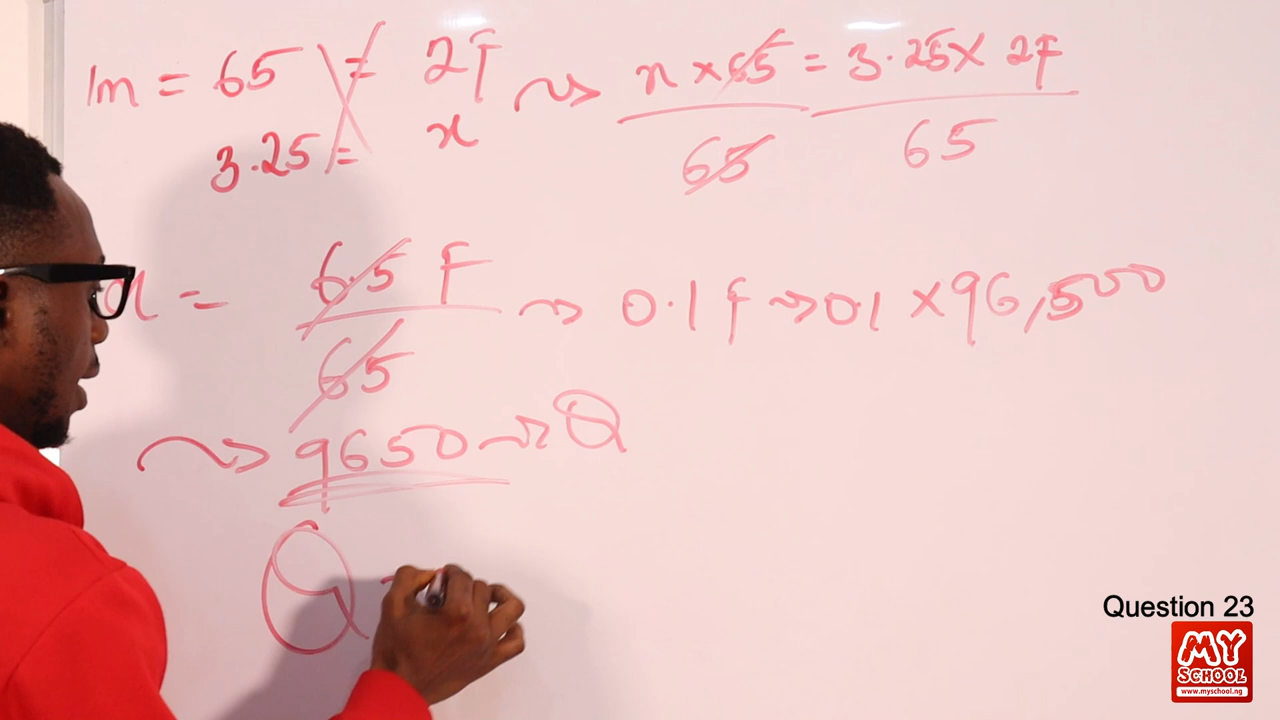 1m = 65 = 2F ⟿ x × 65 = 3.25 × 2F
3.25 = x 65 65
x = 6.5 F ⟿ 0.1 F ⟿ 0.1 × 96,500
65
⟿ 9650 ⟿ Q
Q =
Question 23
MY
SCHOOL
www.myschool.ng